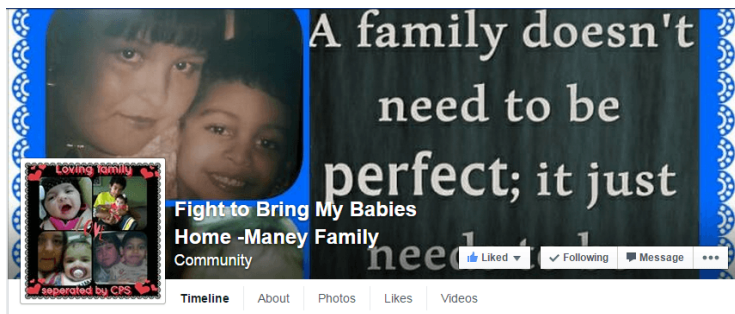 A family doesn't
need to be
perfect; it just
need
Loving family
seperated by CPS
Fight to Bring My Babies
Home -Maney Family
Community
Liked
Following
Message
Timeline
About
Photos
Likes
Videos